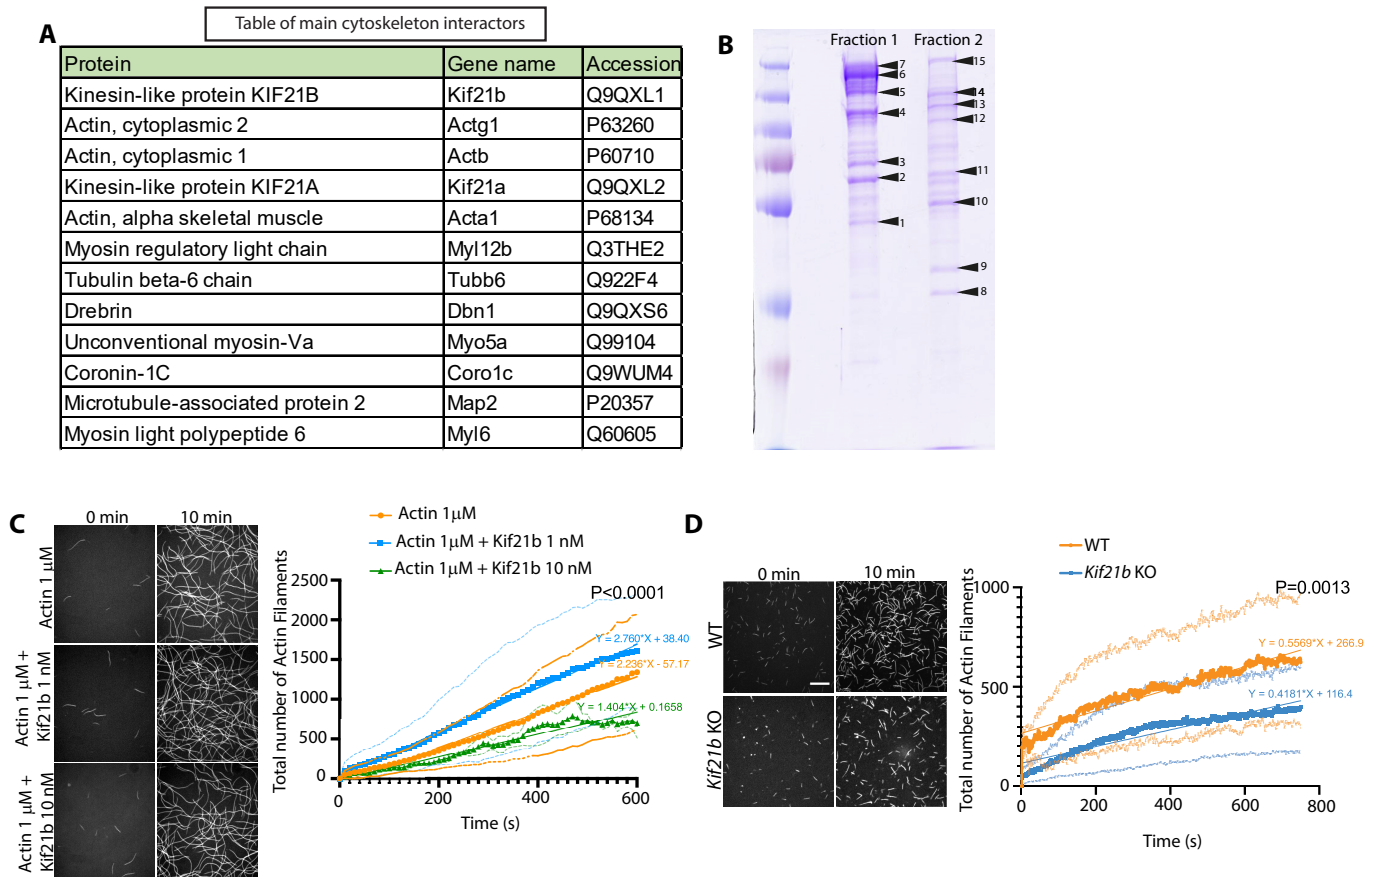 Table of main cytoskeleton interactors
A
Protein Gene name Accession
Kinesin-like protein KIF21B Kif21b Q9QXL1
Actin, cytoplasmic 2 Actg1 P63260
Actin, cytoplasmic 1 Actb P60710
Kinesin-like protein KIF21A Kif21a Q9QXL2
Actin, alpha skeletal muscle Acta1 P68134
Myosin regulatory light chain Myl12b Q3THE2
Tubulin beta-6 chain Tubb6 Q922F4
Drebrin Dbn1 Q9QXS6
Unconventional myosin-Va Myo5a Q99104
Coronin-1C Coro1c Q9WUM4
Microtubule-associated protein 2 Map2 P20357
Myosin light polypeptide 6 Myl6 Q60605
B
Fraction 1 Fraction 2
7
6
5
4
3
2
1
15
14
13
12
11
10
9
8
C
0 min 10 min
Actin 1 μM
Actin 1 μM +
Kif21b 1 nM
Actin 1 μM +
Kif21b 10 nM
Actin 1μM
Actin 1μM + Kif21b 1 nM
Actin 1μM + Kif21b 10 nM
P<0.0001
Y = 2.760*X + 38.40
Y = 2.236*X - 57.17
Y = 1.404*X + 0.1658
Total number of Actin Filaments
2500
2000
1500
1000
500
0
0 200 400 600
Time (s)
D
0 min 10 min
WT
Kif21b KO
WT
Kif21b KO
P=0.0013
Y = 0.5569*X + 266.9
Y = 0.4181*X + 116.4
Total number of Actin Filaments
1000
500
0
0 200 400 600 800
Time (s)